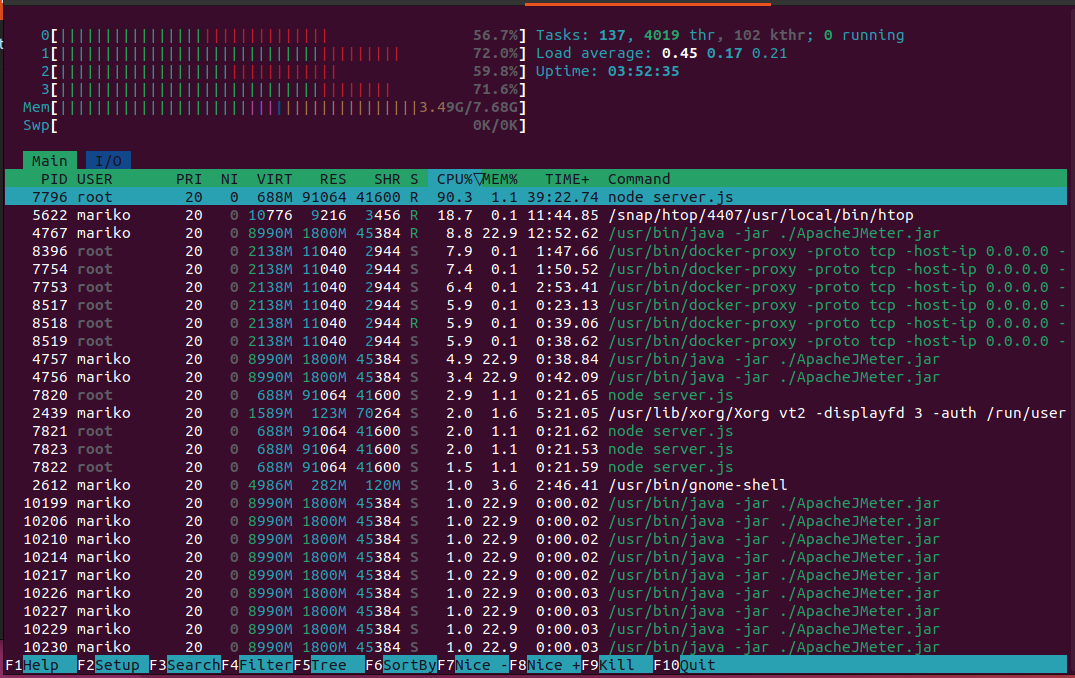 0[||||||||||||||||||||||||||||||                56.7%] Tasks: 137, 4019 thr, 102 kthr; 0 running
1[||||||||||||||||||||||||||||||||||||||        72.0%] Load average: 0.45 0.17 0.21
2[|||||||||||||||||||||||||||||||               59.8%] Uptime: 03:52:35
3[|||||||||||||||||||||||||||||||||||||         71.6%]
Mem[||||||||||||||||||||||||||||||||||||||||3.49G/7.68G]
Swp[                                              0K/0K]
Main I/O
PID USER PRI NI VIRT RES SHR S CPU%▽MEM% TIME+ Command
7796 root 20 0 688M 91064 41600 R 90.3 1.1 39:22.74 node server.js
5622 mariko 20 0 10776 9216 3456 R 18.7 0.1 11:44.85 /snap/htop/4407/usr/local/bin/htop
4767 mariko 20 0 8990M 1800M 45384 R 8.8 22.9 12:52.62 /usr/bin/java -jar ./ApacheJMeter.jar
8396 root 20 0 2138M 11040 2944 S 7.9 0.1 1:47.66 /usr/bin/docker-proxy -proto tcp -host-ip 0.0.0.0 -
7754 root 20 0 2138M 11040 2944 S 7.4 0.1 1:50.52 /usr/bin/docker-proxy -proto tcp -host-ip 0.0.0.0 -
7753 root 20 0 2138M 11040 2944 S 6.4 0.1 2:53.41 /usr/bin/docker-proxy -proto tcp -host-ip 0.0.0.0 -
8517 root 20 0 2138M 11040 2944 S 5.9 0.1 0:23.13 /usr/bin/docker-proxy -proto tcp -host-ip 0.0.0.0 -
8518 root 20 0 2138M 11040 2944 R 5.9 0.1 0:39.06 /usr/bin/docker-proxy -proto tcp -host-ip 0.0.0.0 -
8519 root 20 0 2138M 11040 2944 S 5.9 0.1 0:38.62 /usr/bin/docker-proxy -proto tcp -host-ip 0.0.0.0 -
4757 mariko 20 0 8990M 1800M 45384 S 4.9 22.9 0:38.84 /usr/bin/java -jar ./ApacheJMeter.jar
4756 mariko 20 0 8990M 1800M 45384 S 3.4 22.9 0:42.09 /usr/bin/java -jar ./ApacheJMeter.jar
7820 root 20 0 688M 91064 41600 S 2.9 1.1 0:21.65 node server.js
2439 mariko 20 0 1589M 123M 70264 S 2.0 1.6 5:21.05 /usr/lib/xorg/Xorg vt2 -displayfd 3 -auth /run/user
7821 root 20 0 688M 91064 41600 S 2.0 1.1 0:21.62 node server.js
7823 root 20 0 688M 91064 41600 S 2.0 1.1 0:21.53 node server.js
7822 root 20 0 688M 91064 41600 S 1.5 1.1 0:21.59 node server.js
2612 mariko 20 0 4986M 282M 120M S 1.0 3.6 2:46.41 /usr/bin/gnome-shell
10199 mariko 20 0 8990M 1800M 45384 S 1.0 22.9 0:00.02 /usr/bin/java -jar ./ApacheJMeter.jar
10206 mariko 20 0 8990M 1800M 45384 S 1.0 22.9 0:00.02 /usr/bin/java -jar ./ApacheJMeter.jar
10210 mariko 20 0 8990M 1800M 45384 S 1.0 22.9 0:00.02 /usr/bin/java -jar ./ApacheJMeter.jar
10214 mariko 20 0 8990M 1800M 45384 S 1.0 22.9 0:00.02 /usr/bin/java -jar ./ApacheJMeter.jar
10217 mariko 20 0 8990M 1800M 45384 S 1.0 22.9 0:00.02 /usr/bin/java -jar ./ApacheJMeter.jar
10226 mariko 20 0 8990M 1800M 45384 S 1.0 22.9 0:00.03 /usr/bin/java -jar ./ApacheJMeter.jar
10227 mariko 20 0 8990M 1800M 45384 S 1.0 22.9 0:00.03 /usr/bin/java -jar ./ApacheJMeter.jar
10229 mariko 20 0 8990M 1800M 45384 S 1.0 22.9 0:00.03 /usr/bin/java -jar ./ApacheJMeter.jar
10230 mariko 20 0 8990M 1800M 45384 S 1.0 22.9 0:00.02 /usr/bin/java -jar ./ApacheJMeter.jar
F1Help F2Setup F3SearchF4FilterF5Tree F6SortByF7Nice -F8Nice +F9Kill F10Quit